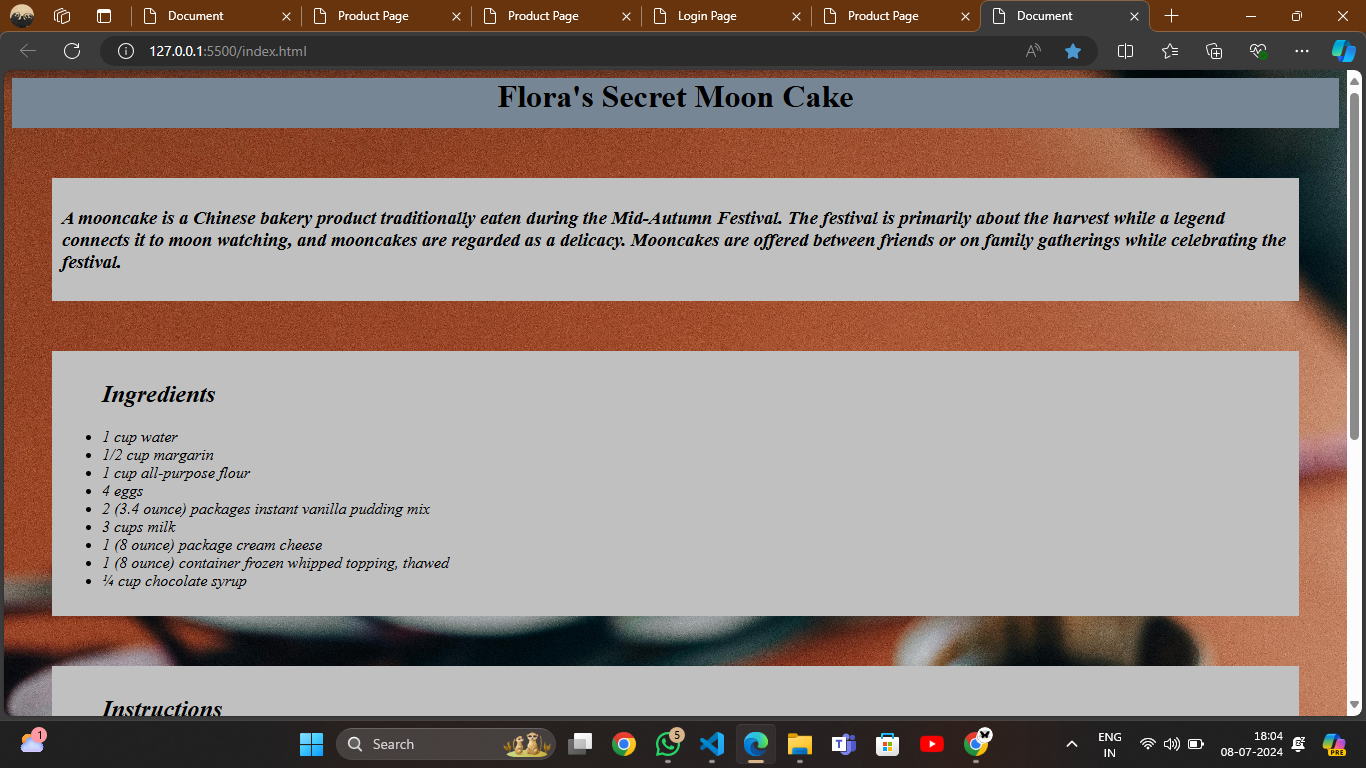 Document
Product Page
Product Page
Login Page
Product Page
Document
127.0.0.1:5500/index.html
Flora's Secret Moon Cake
A mooncake is a Chinese bakery product traditionally eaten during the Mid-Autumn Festival. The festival is primarily about the harvest while a legend
connects it to moon watching, and mooncakes are regarded as a delicacy. Mooncakes are offered between friends or on family gatherings while celebrating the
festival.
Ingredients
1 cup water
1/2 cup margarin
1 cup all-purpose flour
4 eggs
2 (3.4 ounce) packages instant vanilla pudding mix
3 cups milk
1 (8 ounce) package cream cheese
1 (8 ounce) container frozen whipped topping, thawed
¼ cup chocolate syrup
Instructions
1
Search
5
ENG
IN
18:04
08-07-2024
PRE